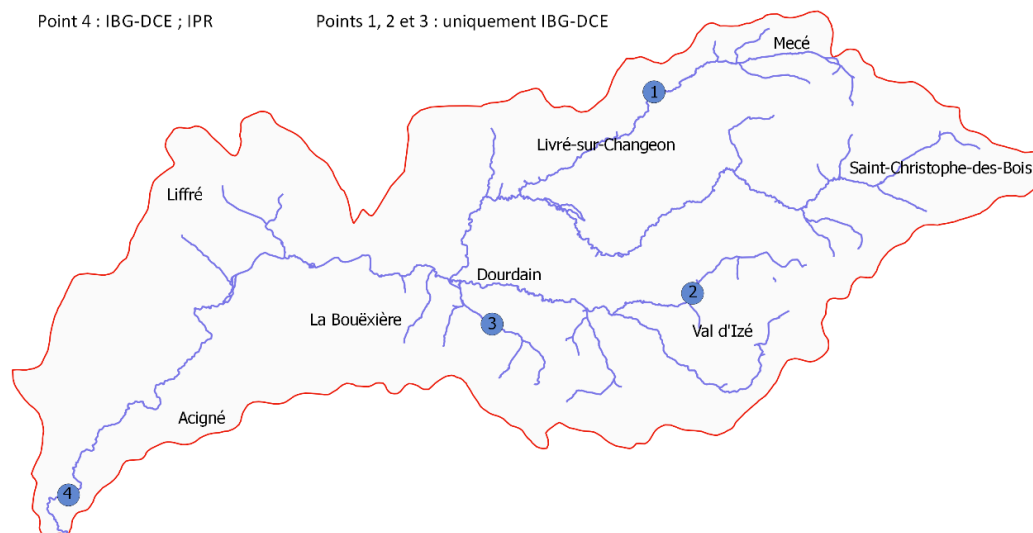 Point 4 : IBG-DCE ; IPR
Points 1, 2 et 3 : uniquement IBG-DCE
Mecé
1
Livré-sur-Changeon
Saint-Christophe-des-Bois
Liffré
Dourdain
2
La Bouëxière
3
Val d'Izé
Acigné
4